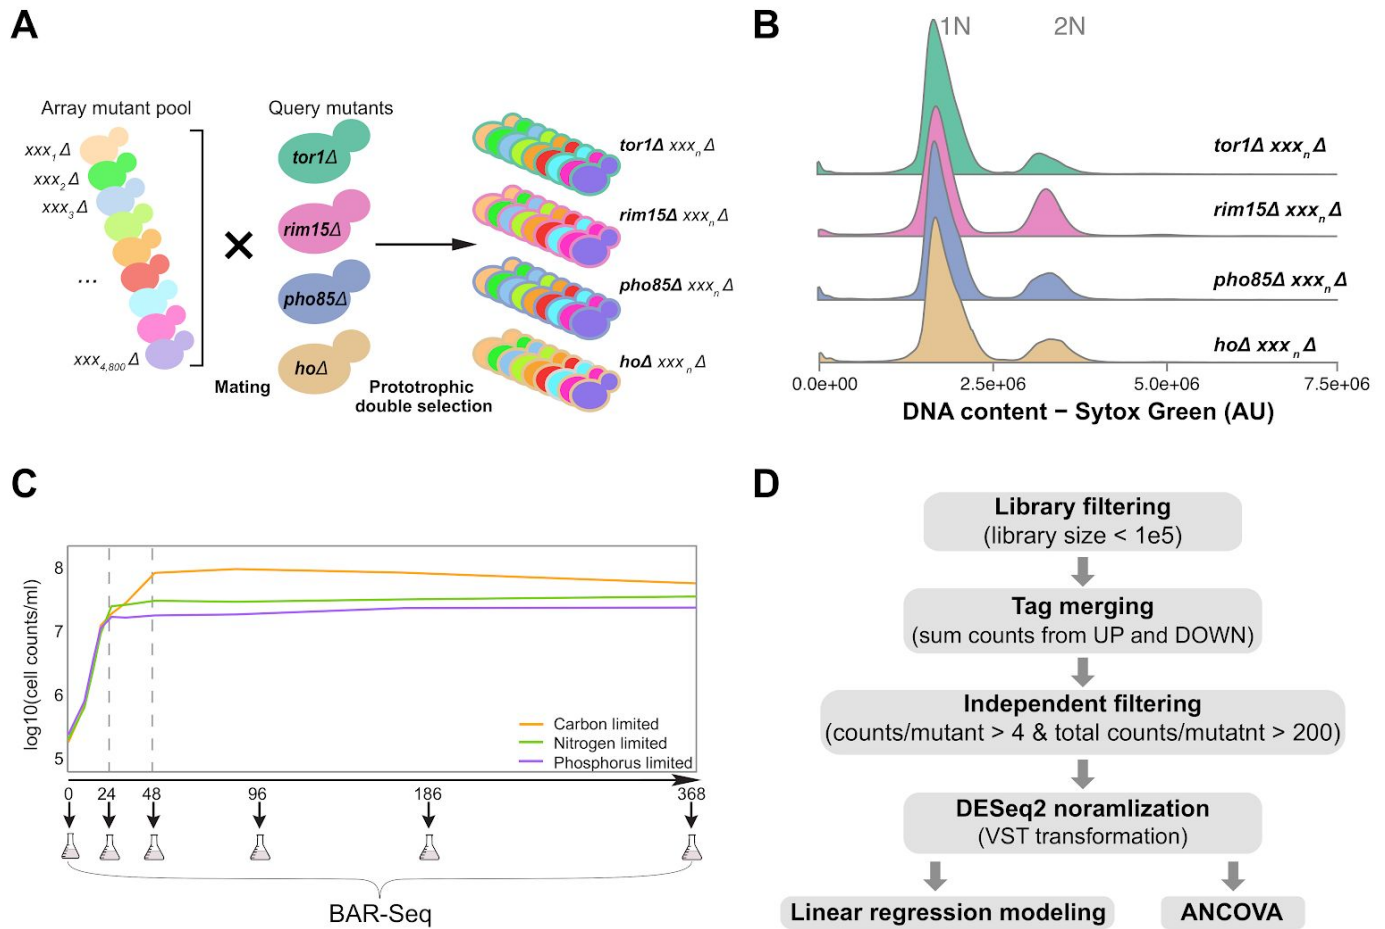 A
Array mutant pool
xxx1Δ
xxx2Δ
xxx3Δ
...
xxx4,800Δ
Mating
Query mutants
tor1Δ
rim15Δ
pho85Δ
hoΔ
Prototrophic
double selection
tor1Δ xxxnΔ
rim15Δ xxxnΔ
pho85Δ xxxnΔ
hoΔ xxxnΔ
B
1N 2N
tor1Δ xxxnΔ
rim15Δ xxxnΔ
pho85Δ xxxnΔ
hoΔ xxxnΔ
0.0e+00 2.5e+06 5.0e+06 7.5e+06
DNA content − Sytox Green (AU)
C
log10(cell counts/ml)
8
7
6
5
Carbon limited
Nitrogen limited
Phosphorus limited
0 24 48 96 186 368
BAR-Seq
D
Library filtering
(library size < 1e5)
Tag merging
(sum counts from UP and DOWN)
Independent filtering
(counts/mutant > 4 & total counts/mutatnt > 200)
DESeq2 noramlization
(VST transformation)
Linear regression modeling
ANCOVA